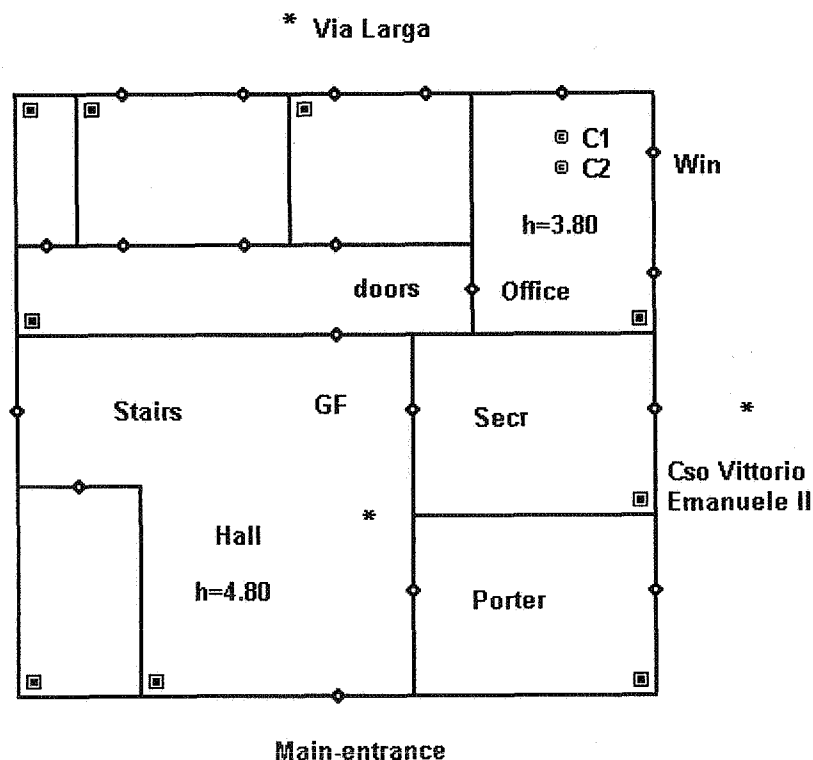 * Via Larga
C1
C2
Win
h=3.80
doors
Office
Stairs
GF
Secr
*
Cso Vittorio
Emanuele II
*
Hall
h=4.80
Porter
Main-entrance